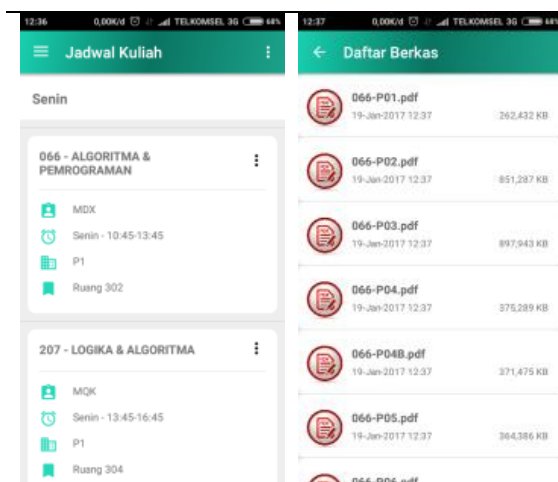 12:36 0,00K/d TELKOMSEL 3G 68%
Jadwal Kuliah
Senin
066 - ALGORITMA &
PEMROGRAMAN
MDX
Senin - 10:45-13:45
P1
Ruang 302
207 - LOGIKA & ALGORITMA
MQK
Senin - 13:45-16:45
P1
Ruang 304
12:37 0,00K/d TELKOMSEL 3G 68%
Daftar Berkas
066-P01.pdf
19-Jan-2017 12:37 262,432 KB
066-P02.pdf
19-Jan-2017 12:37 851,287 KB
066-P03.pdf
19-Jan-2017 12:37 897,943 KB
066-P04.pdf
19-Jan-2017 12:37 375,289 KB
066-P04B.pdf
19-Jan-2017 12:37 371,475 KB
066-P05.pdf
19-Jan-2017 12:37 364,386 KB
066-P06.pdf